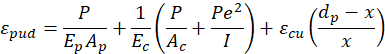 ε_pud = P/(E_p A_p) + 1/E_c (P/A_c + Pe²/I) + ε_cu ((d_p − x)/x)